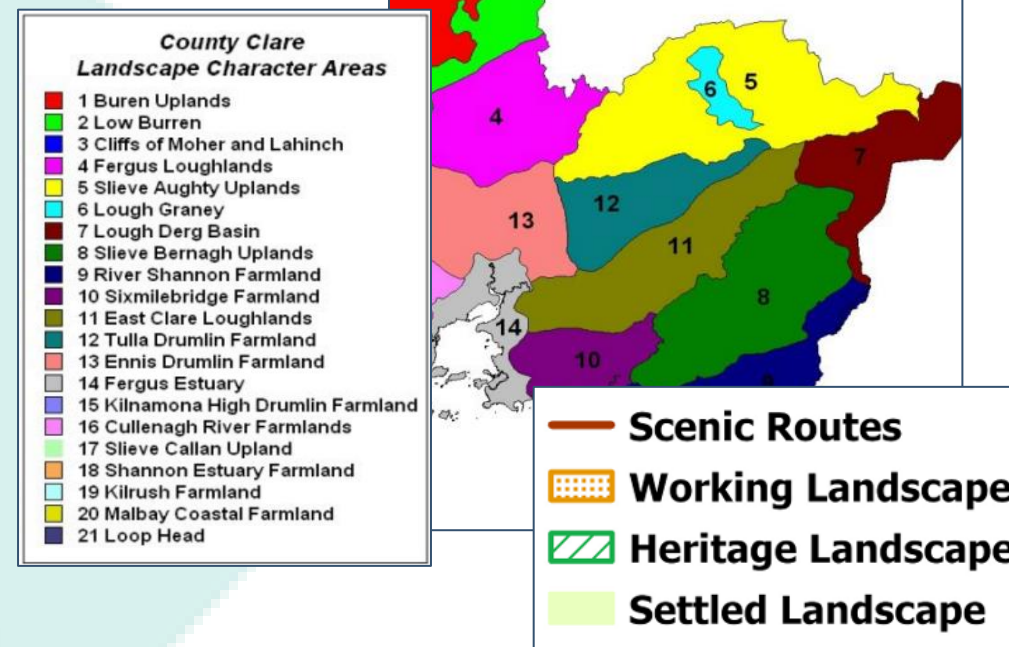 County Clare
Landscape Character Areas
1 Buren Uplands
2 Low Burren
3 Cliffs of Moher and Lahinch
4 Fergus Loughlands
5 Slieve Aughty Uplands
6 Lough Graney
7 Lough Derg Basin
8 Slieve Bernagh Uplands
9 River Shannon Farmland
10 Sixmilebridge Farmland
11 East Clare Loughlands
12 Tulla Drumlin Farmland
13 Ennis Drumlin Farmland
14 Fergus Estuary
15 Kilnamona High Drumlin Farmland
16 Cullenagh River Farmlands
17 Slieve Callan Upland
18 Shannon Estuary Farmland
19 Kilrush Farmland
20 Malbay Coastal Farmland
21 Loop Head
6
5
4
7
12
13
11
8
14
10
Scenic Routes
Working Landscape
Heritage Landscape
Settled Landscape